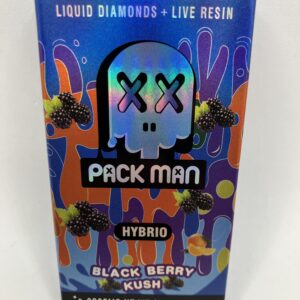 LIQUID DIAMONDS + LIVE RESIN
PACK MAN
HYBRID
BLACK BERRY
KUSH